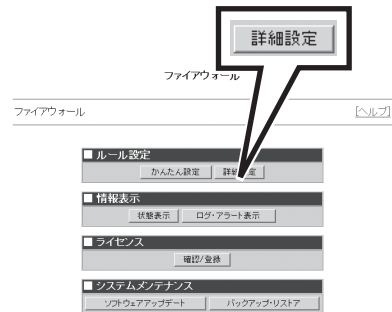 詳細設定
ファイアウォール
ファイアウォール [ヘルプ]
■ ルール設定
かんたん設定 詳細設定
■ 情報表示
状態表示 ログ・アラート表示
■ ライセンス
確認/登録
■ システムメンテナンス
ソフトウェアアップデート バックアップ・リストア